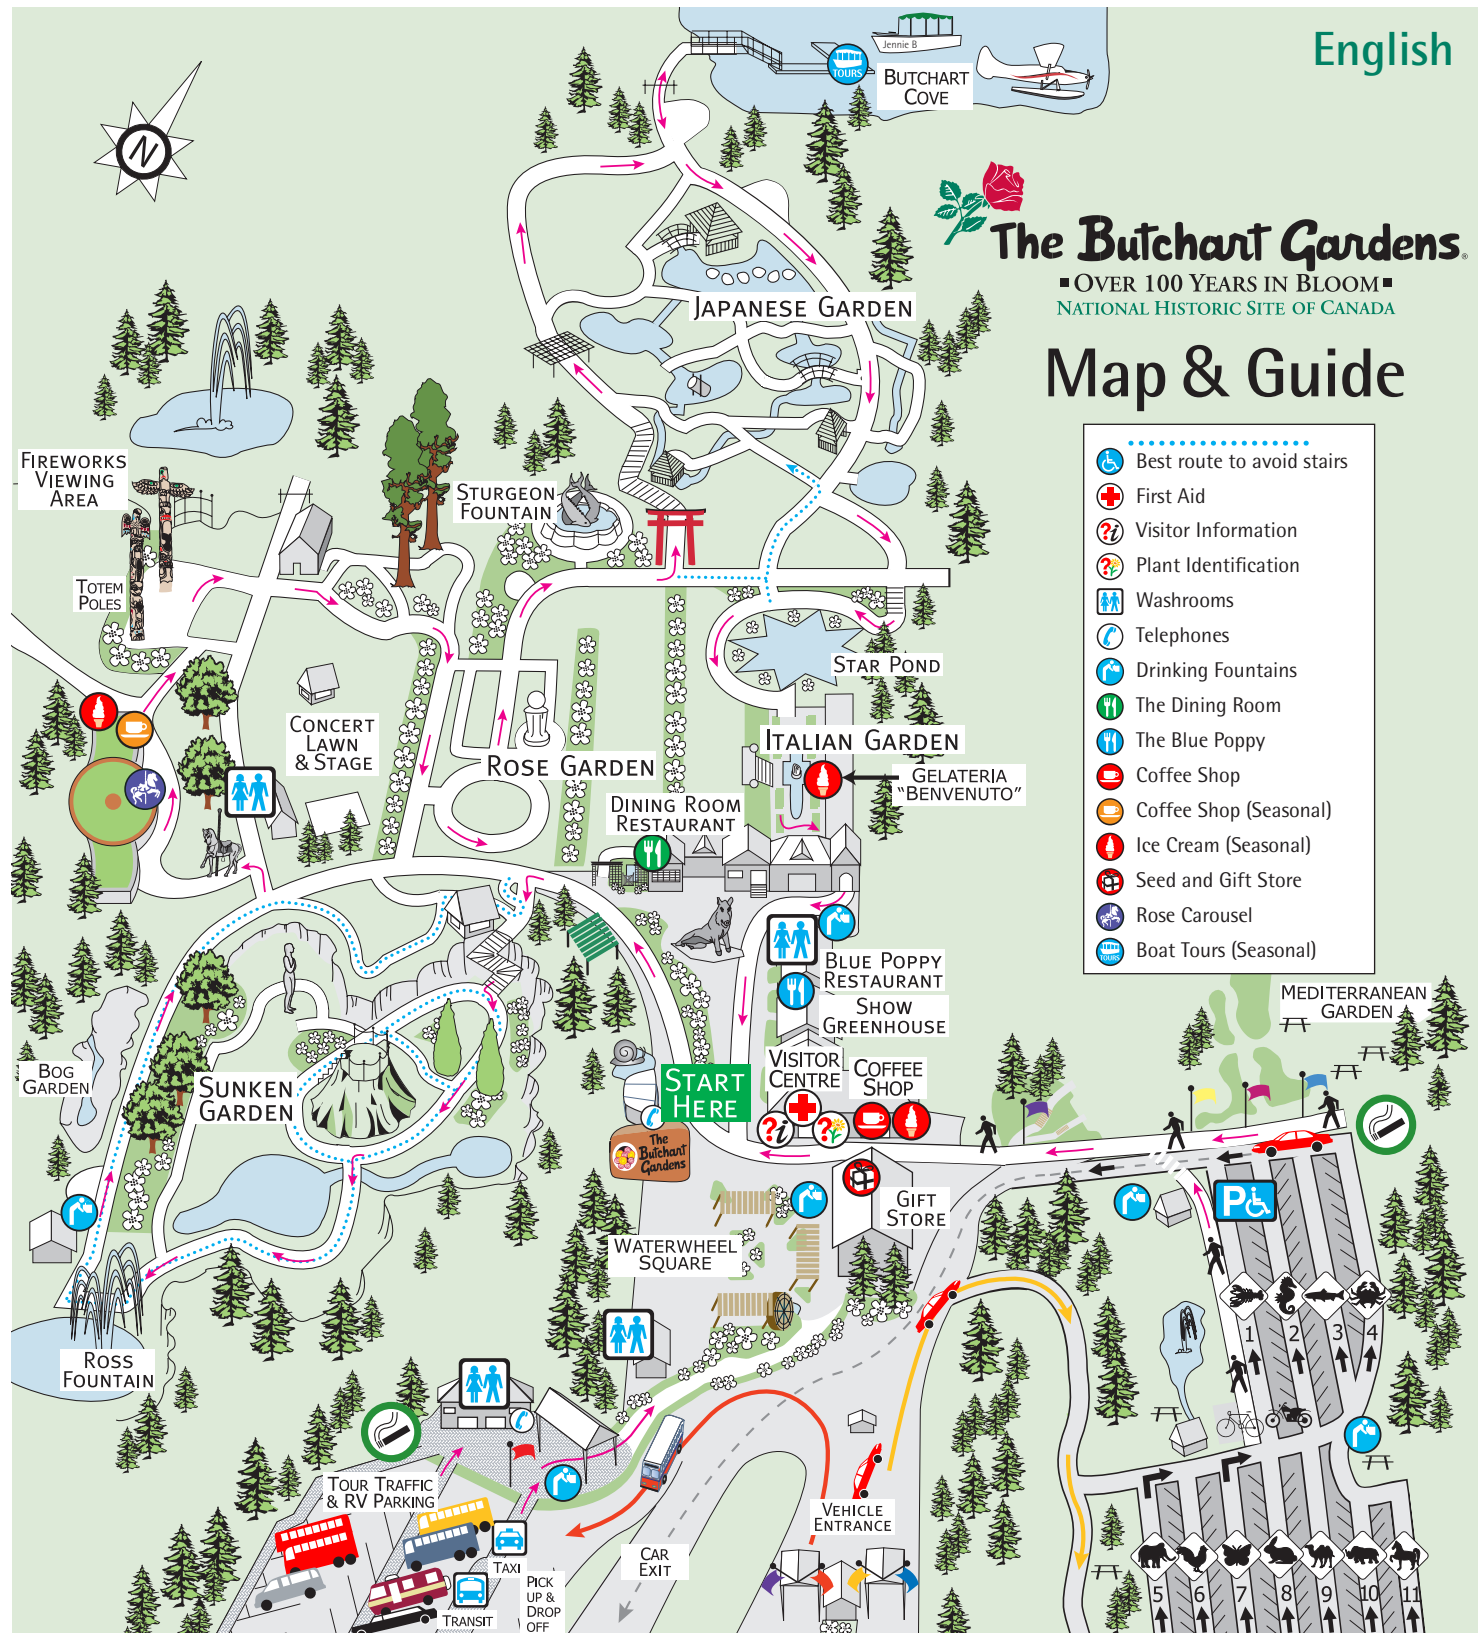 English
Jennie B
TOURS
BUTCHART
COVE
N
The Butchart Gardens®
OVER 100 YEARS IN BLOOM
NATIONAL HISTORIC SITE OF CANADA
Map & Guide
JAPANESE GARDEN
Best route to avoid stairs
First Aid
Visitor Information
Plant Identification
Washrooms
Telephones
Drinking Fountains
The Dining Room
The Blue Poppy
Coffee Shop
Coffee Shop (Seasonal)
Ice Cream (Seasonal)
Seed and Gift Store
Rose Carousel
TOURS
Boat Tours (Seasonal)
FIREWORKS
VIEWING
AREA
STURGEON
FOUNTAIN
TOTEM
POLES
STAR POND
CONCERT
LAWN
& STAGE
ROSE GARDEN
ITALIAN GARDEN
GELATERIA
“BENVENUTO”
DINING ROOM
RESTAURANT
BLUE POPPY
RESTAURANT
SHOW
GREENHOUSE
MEDITERRANEAN
GARDEN
BOG
GARDEN
SUNKEN
GARDEN
START
HERE
VISITOR
CENTRE
COFFEE
SHOP
?i
?
The
Butchart
Gardens
P
GIFT
STORE
WATERWHEEL
SQUARE
ROSS
FOUNTAIN
1
2
3
4
TOUR TRAFFIC
& RV PARKING
VEHICLE
ENTRANCE
CAR
EXIT
TAXI
TRANSIT
PICK
UP &
DROP
OFF
5
6
7
8
9
10
11